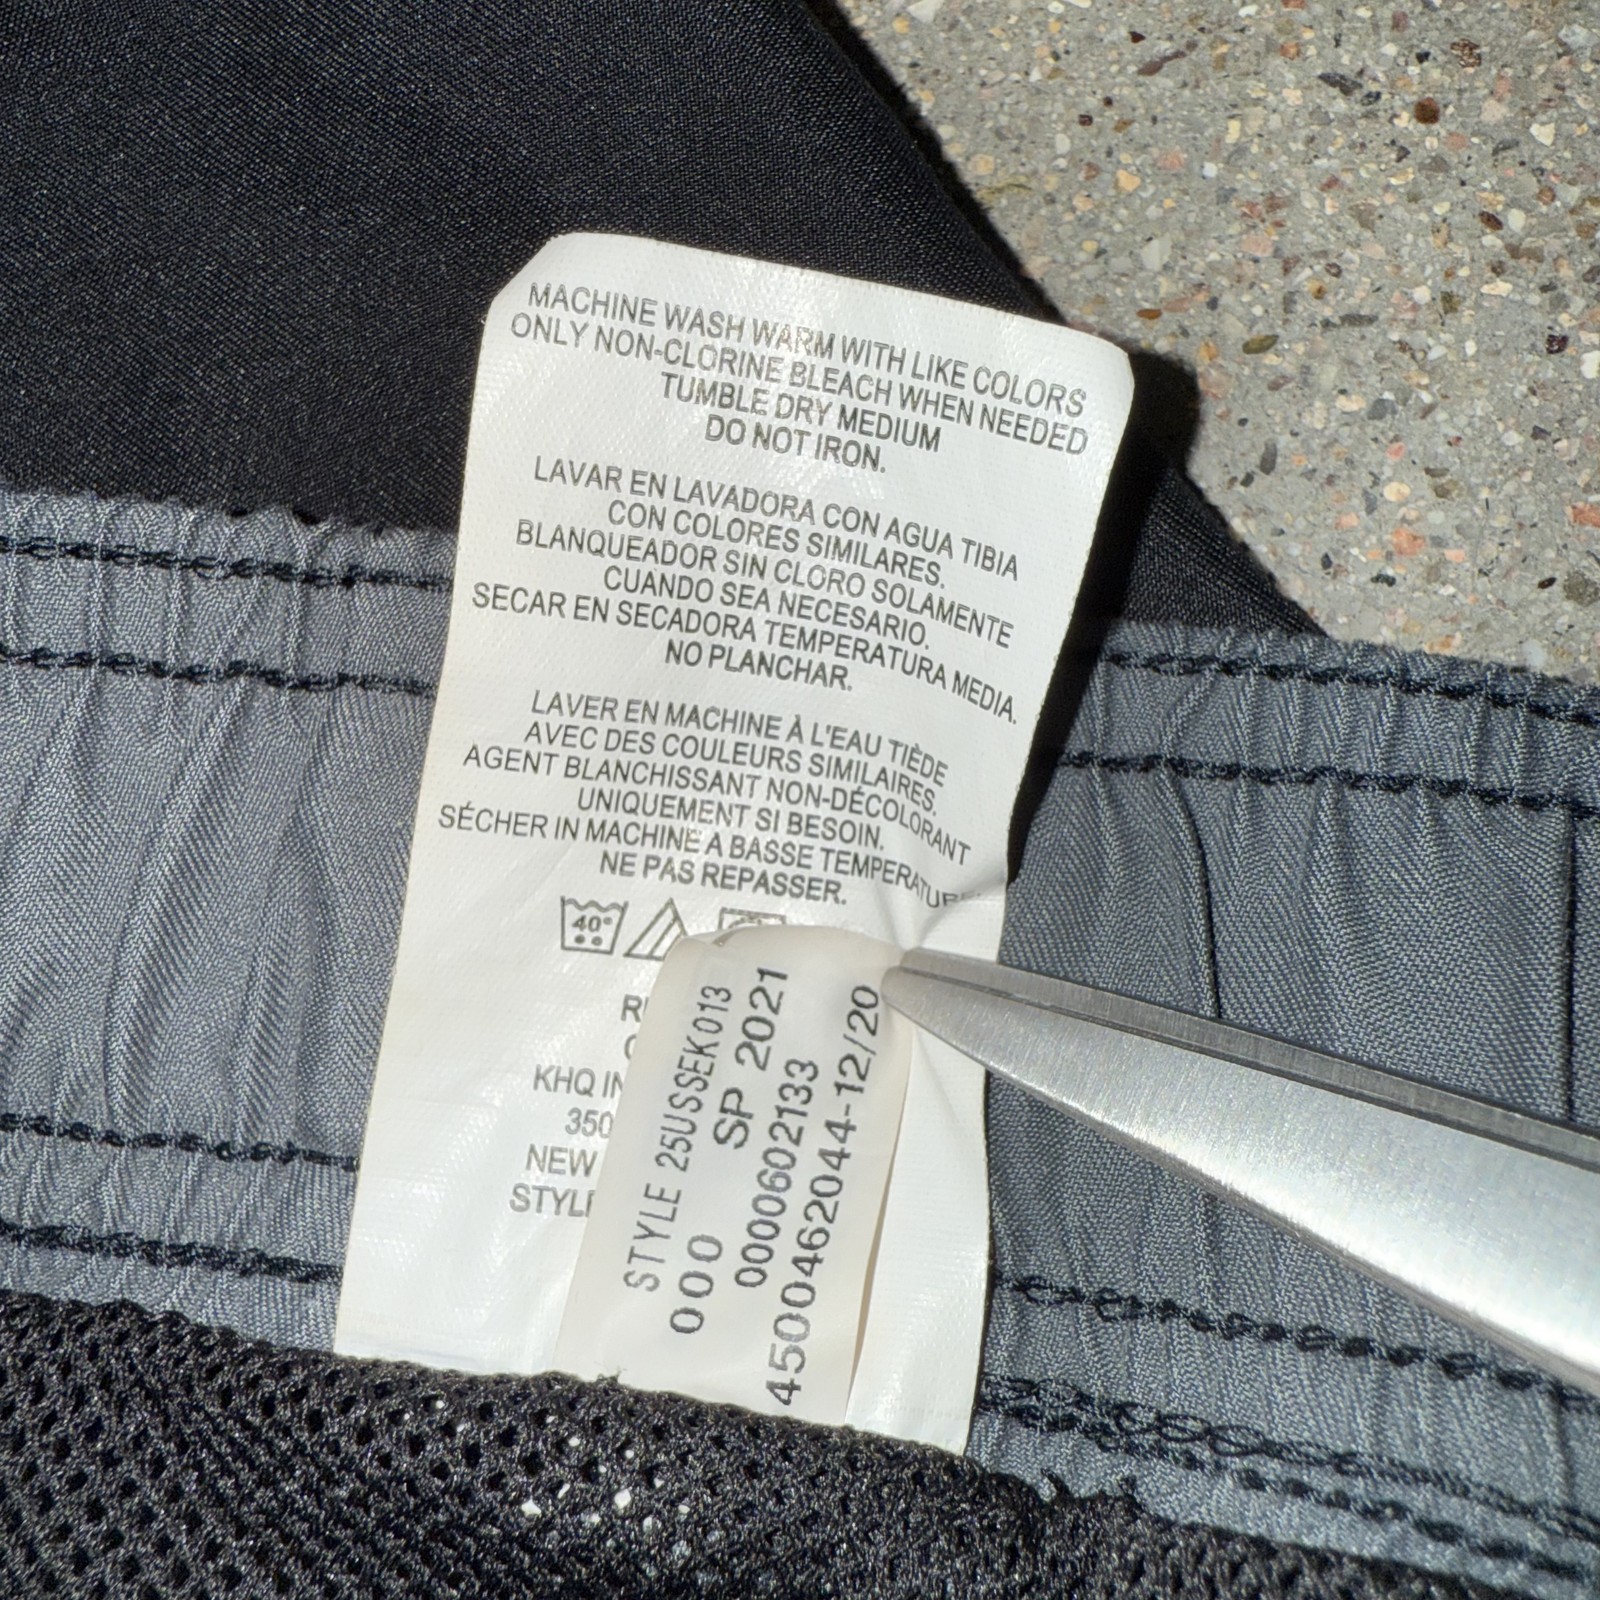 MACHINE WASH WARM WITH LIKE COLORS
ONLY NON-CLORINE BLEACH WHEN NEEDED
TUMBLE DRY MEDIUM
DO NOT IRON.
LAVAR EN LAVADORA CON AGUA TIBIA
CON COLORES SIMILARES.
BLANQUEADOR SIN CLORO SOLAMENTE
CUANDO SEA NECESARIO.
SECAR EN SECADORA TEMPERATURA MEDIA.
NO PLANCHAR.
LAVER EN MACHINE À L'EAU TIÈDE
AVEC DES COULEURS SIMILAIRES.
AGENT BLANCHISSANT NON-DÉCOLORANT
UNIQUEMENT SI BESOIN.
SÉCHER IN MACHINE A BASSE TEMPERATURE
NE PAS REPASSER.
40°
KHQ
350
NEW
STYLE 25USSEK013
000 SP 2021
0000602133
4500462044-12/20